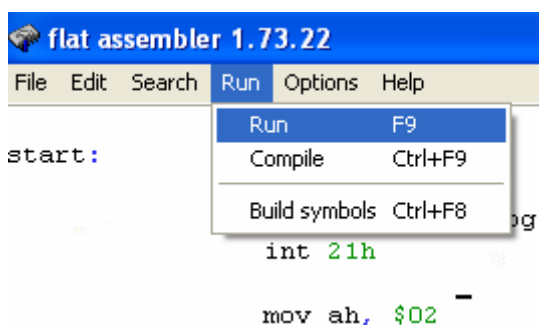 flat assembler 1.73.22
File Edit Search Run Options Help
Run F9
start:
Compile Ctrl+F9
Build symbols Ctrl+F8
int 21h
mov ah, $02